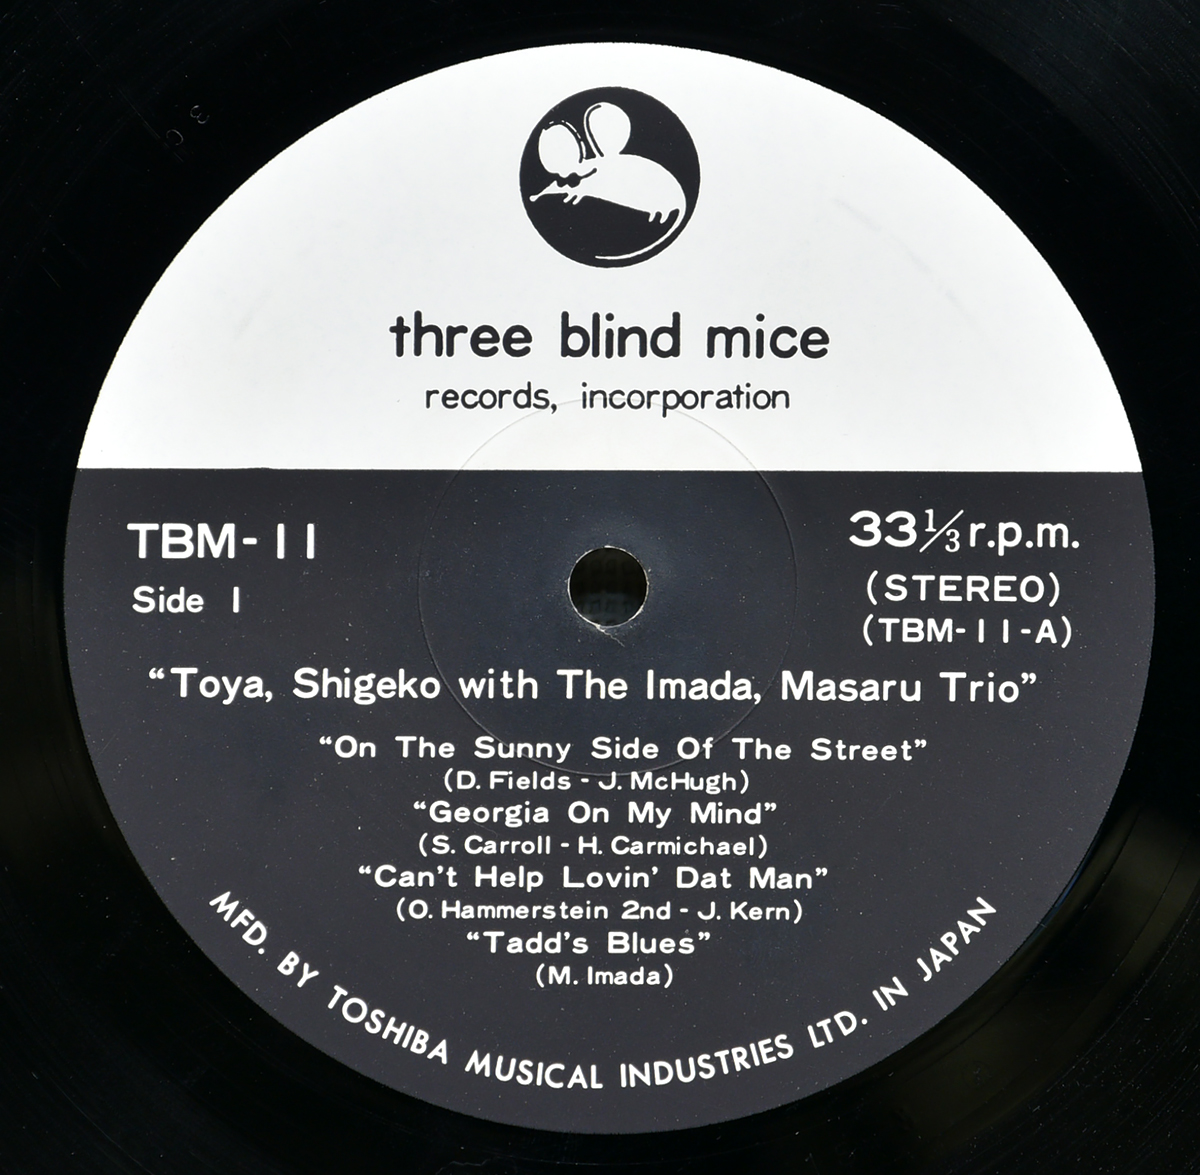 three blind mice
records, incorporation
TBM-11
33 1/3 r.p.m.
Side 1
(STEREO)
(TBM-11-A)
“Toya, Shigeko with The Imada, Masaru Trio”
“On The Sunny Side Of The Street”
(D. Fields - J. McHugh)
“Georgia On My Mind”
(S. Carroll - H. Carmichael)
“Can't Help Lovin' Dat Man”
(O. Hammerstein 2nd - J. Kern)
“Tadd's Blues”
(M. Imada)
MFD. BY TOSHIBA MUSICAL INDUSTRIES LTD. IN JAPAN